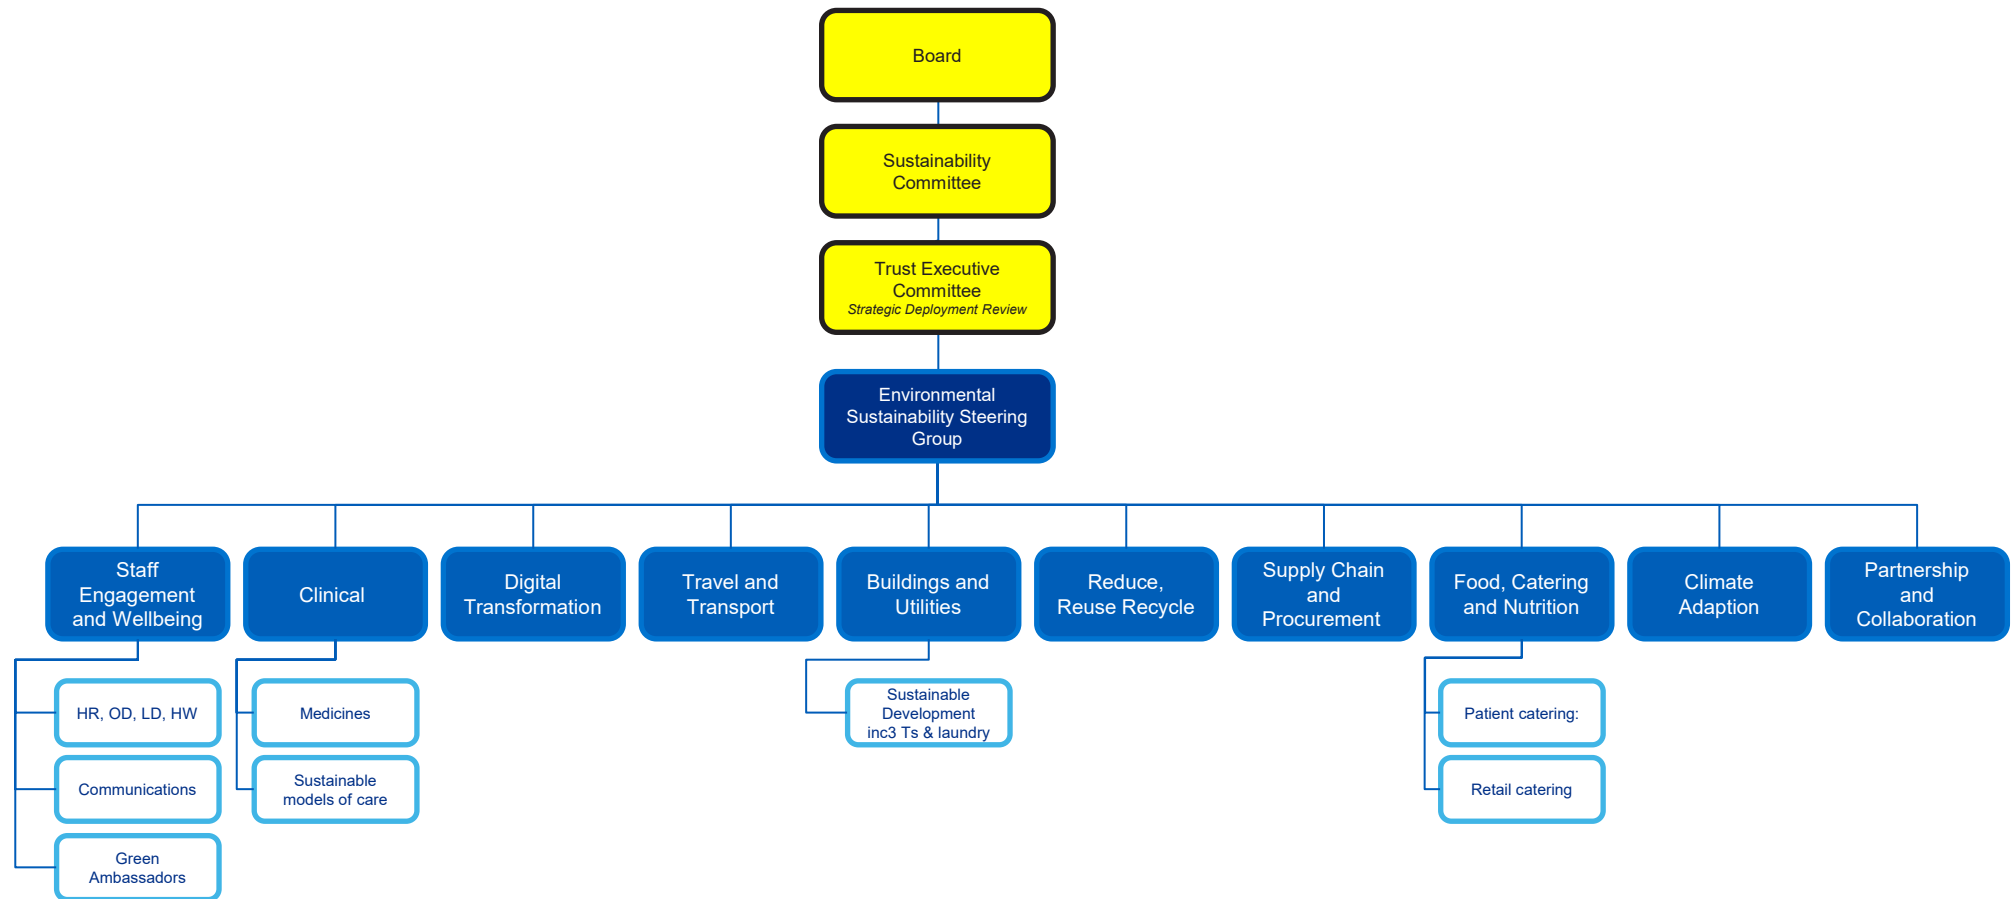 Board
Sustainability
Committee
Trust Executive
Committee
Strategic Deployment Review
Environmental
Sustainability Steering
Group
Staff
Engagement
and Wellbeing
Clinical
Digital
Transformation
Travel and
Transport
Buildings and
Utilities
Reduce,
Reuse Recycle
Supply Chain
and
Procurement
Food, Catering
and Nutrition
Climate
Adaption
Partnership
and
Collaboration
HR, OD, LD, HW
Communications
Green
Ambassadors
Medicines
Sustainable
models of care
Sustainable
Development
inc3 Ts & laundry
Patient catering:
Retail catering